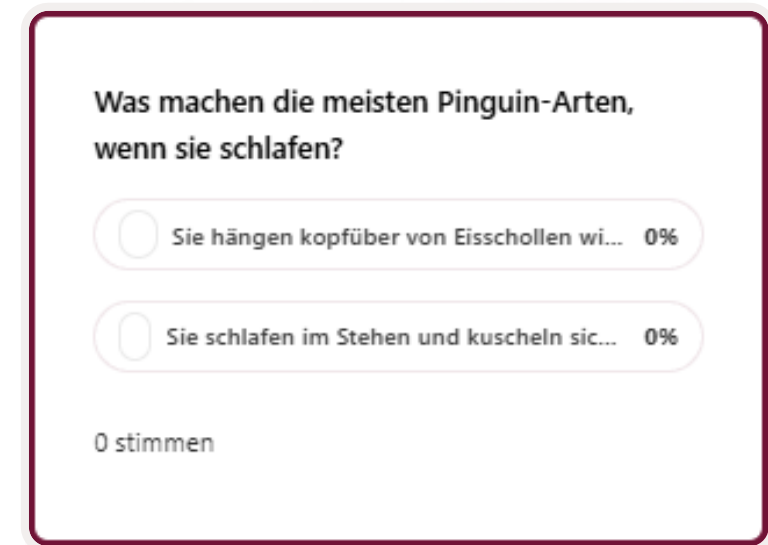 Was machen die meisten Pinguin-Arten,
wenn sie schlafen?
Sie hängen kopfüber von Eisschollen wi... 0%
Sie schlafen im Stehen und kuscheln sic... 0%
0 stimmen